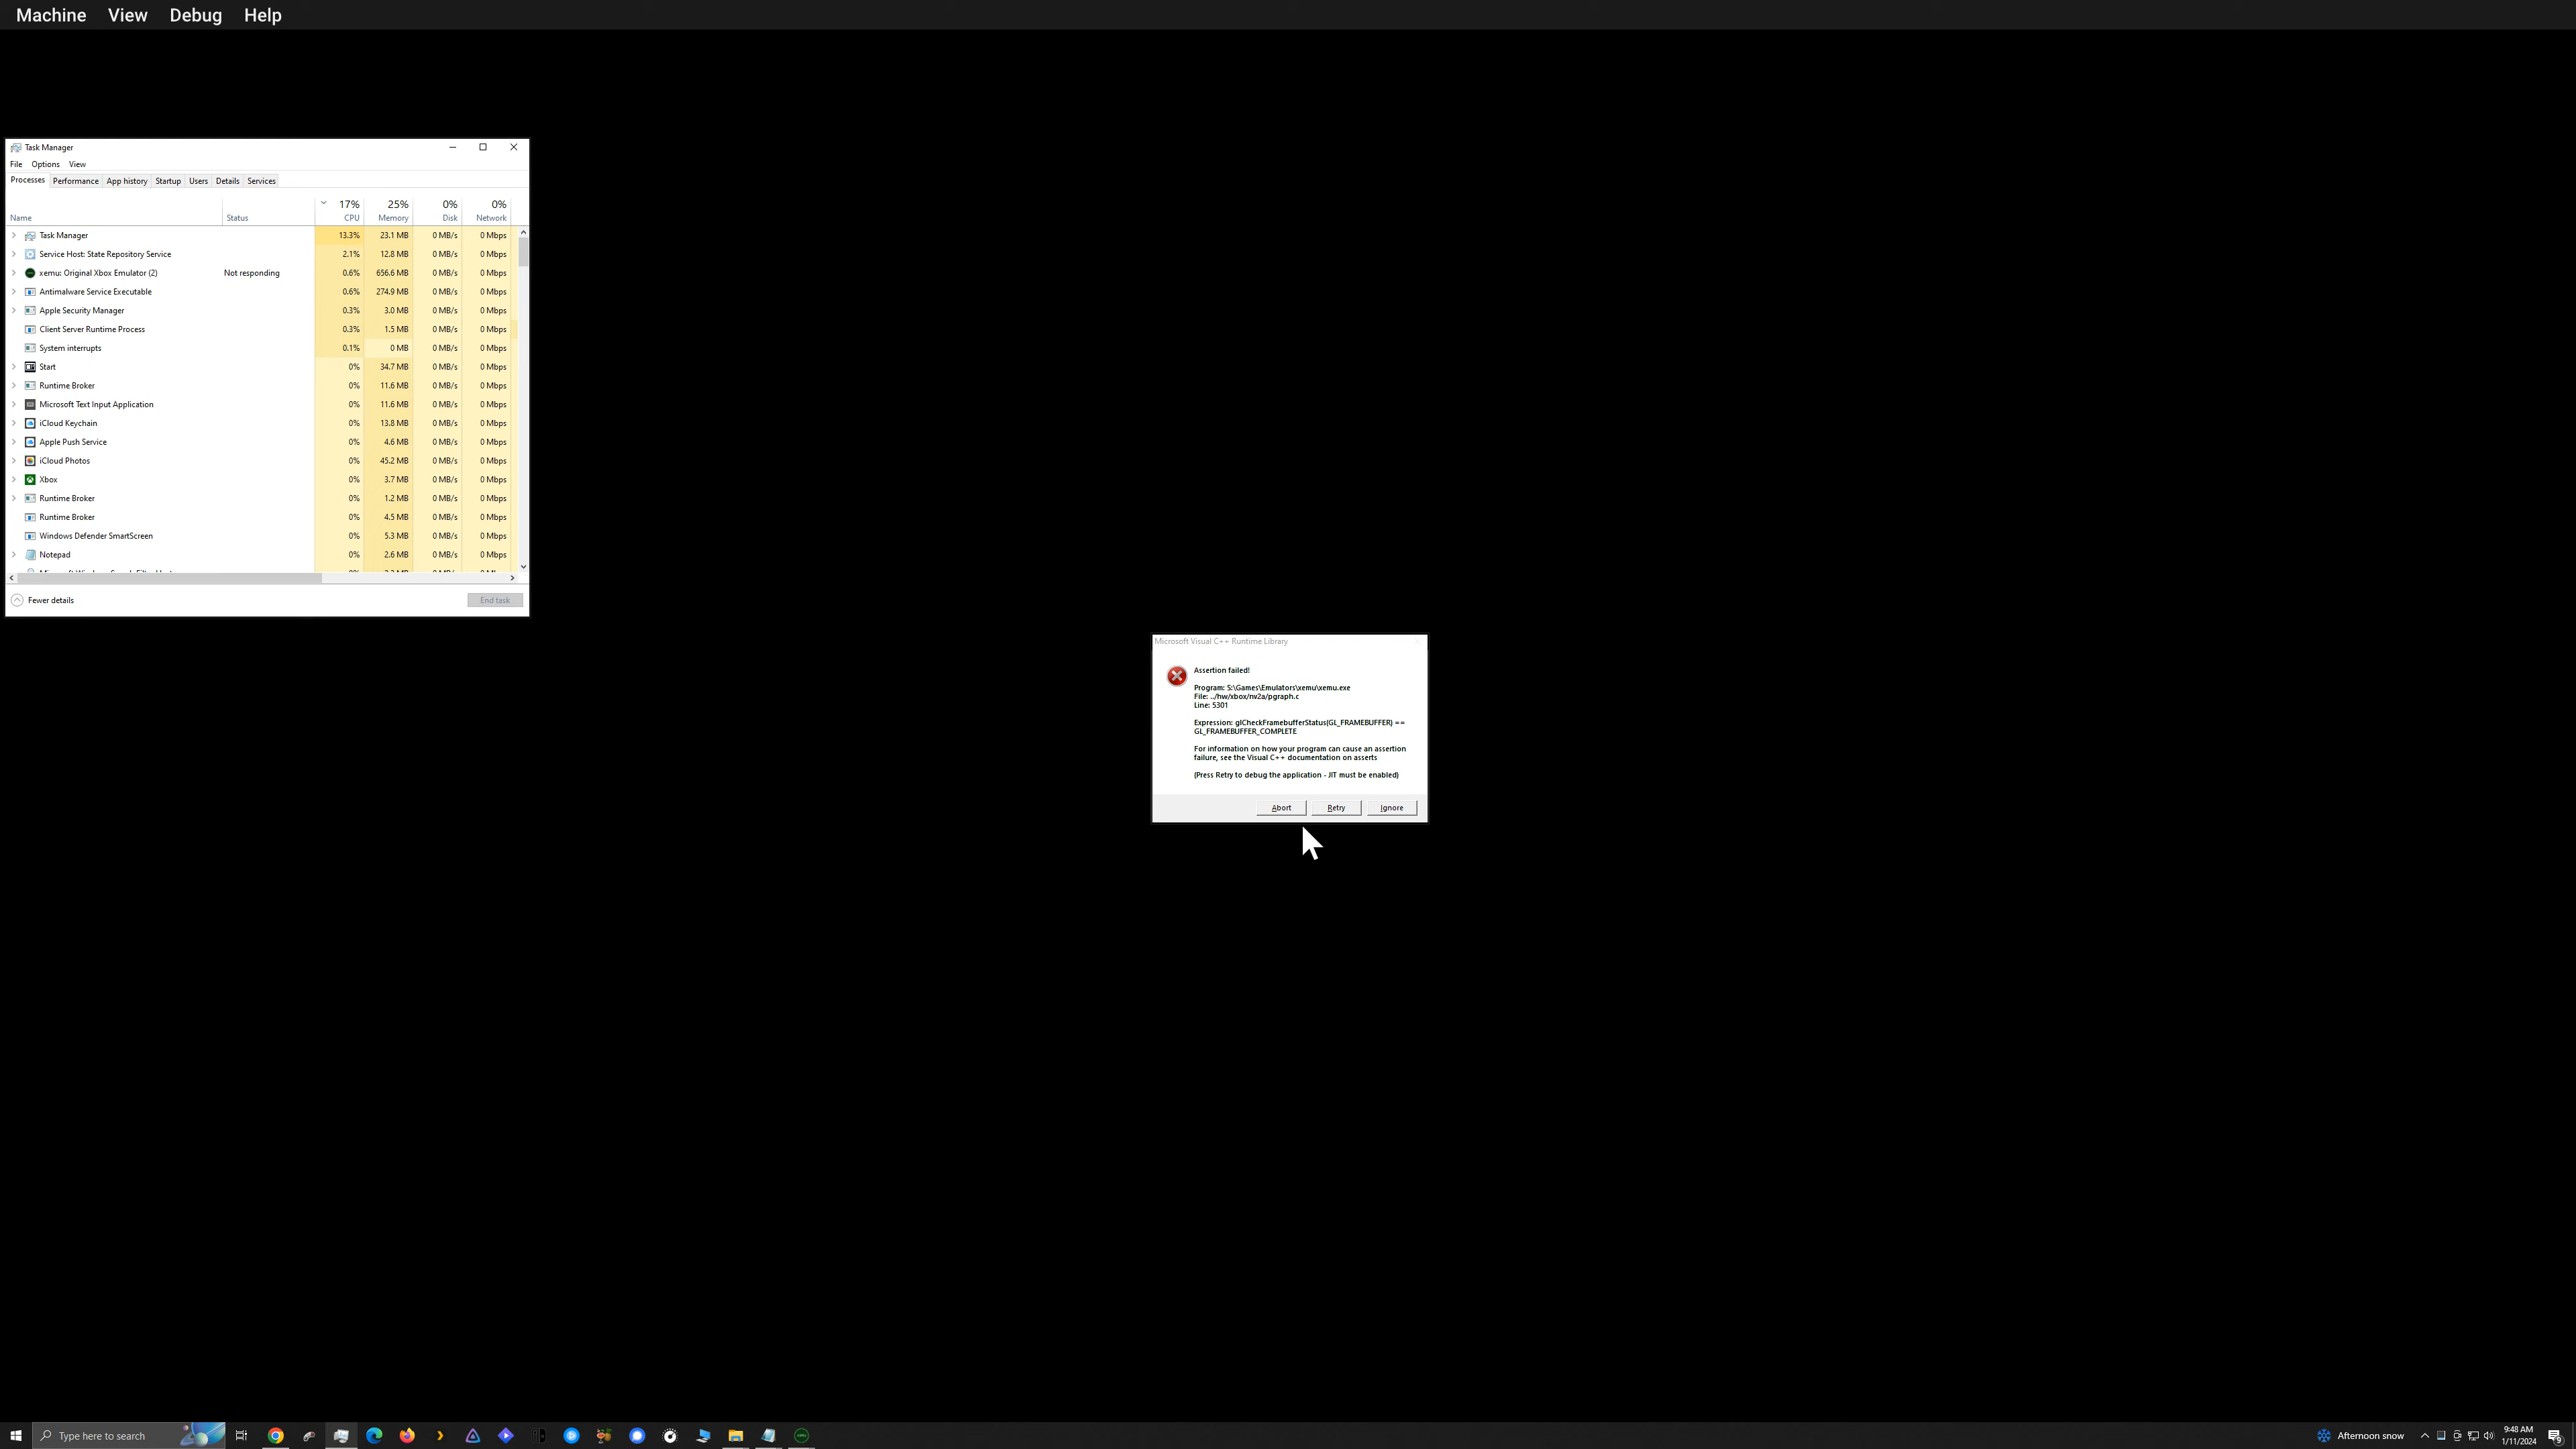 Machine View Debug Help
Task Manager
File Options View
Processes Performance App history Startup Users Details Services
17% 25% 0% 0%
Name Status CPU Memory Disk Network
Task Manager 13.3% 23.1 MB 0 MB/s 0 Mbps
Service Host: State Repository Service 2.1% 12.8 MB 0 MB/s 0 Mbps
xemu: Original Xbox Emulator (2) Not responding 0.6% 656.6 MB 0 MB/s 0 Mbps
Antimalware Service Executable 0.6% 274.9 MB 0 MB/s 0 Mbps
Apple Security Manager 0.3% 3.0 MB 0 MB/s 0 Mbps
Client Server Runtime Process 0.3% 1.5 MB 0 MB/s 0 Mbps
System interrupts 0.1% 0 MB 0 MB/s 0 Mbps
Start 0% 34.7 MB 0 MB/s 0 Mbps
Runtime Broker 0% 11.6 MB 0 MB/s 0 Mbps
Microsoft Text Input Application 0% 11.6 MB 0 MB/s 0 Mbps
iCloud Keychain 0% 13.8 MB 0 MB/s 0 Mbps
Apple Push Service 0% 4.6 MB 0 MB/s 0 Mbps
iCloud Photos 0% 45.2 MB 0 MB/s 0 Mbps
Xbox 0% 3.7 MB 0 MB/s 0 Mbps
Runtime Broker 0% 1.2 MB 0 MB/s 0 Mbps
Runtime Broker 0% 4.5 MB 0 MB/s 0 Mbps
Windows Defender SmartScreen 0% 5.3 MB 0 MB/s 0 Mbps
Notepad 0% 2.6 MB 0 MB/s 0 Mbps
Fewer details End task
Microsoft Visual C++ Runtime Library
Assertion failed!
Program: S:\Games\Emulators\xemu\xemu.exe
File: ../hw/xbox/nv2a/pgraph.c
Line: 5301
Expression: glCheckFramebufferStatus(GL_FRAMEBUFFER) ==
GL_FRAMEBUFFER_COMPLETE
For information on how your program can cause an assertion
failure, see the Visual C++ documentation on asserts
(Press Retry to debug the application - JIT must be enabled)
Abort Retry Ignore
Type here to search
Afternoon snow
9:48 AM
1/11/2024